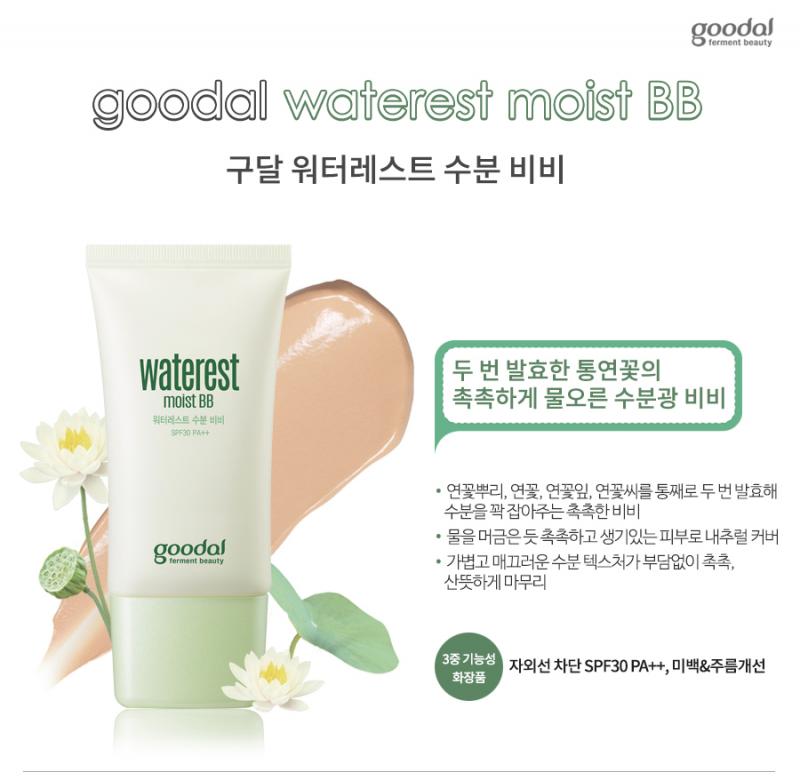 goodal
ferment beauty
goodal waterest moist BB
구달 워터레스트 수분 비비
waterest
moist BB
워터레스트 수분 비비
SPF30 PA++
goodal
ferment beauty
두 번 발효한 통연꽃의
촉촉하게 물오른 수분광 비비
• 연꽃뿌리, 연꽃, 연꽃잎, 연꽃씨를 통째로 두 번 발효해
수분을 꽉 잡아주는 촉촉한 비비
• 물을 머금은 듯 촉촉하고 생기있는 피부로 내추럴 커버
• 가볍고 매끄러운 수분 텍스처가 부담없이 촉촉,
산뜻하게 마무리
3중 기능성
화장품
자외선 차단 SPF30 PA++, 미백&주름개선